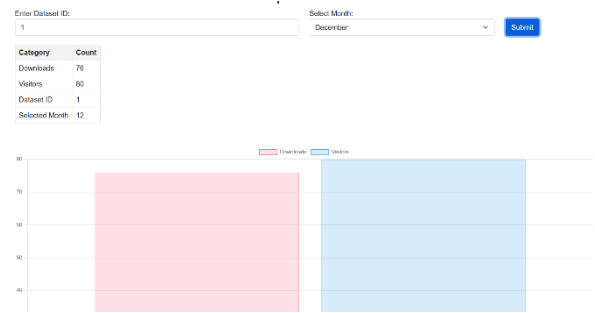 Enter Dataset ID:
Select Month:
1
December
Submit
Category Count
Downloads 76
Visitors 80
Dataset ID 1
Selected Month 12
Downloads Visitors
80
70
60
50
40